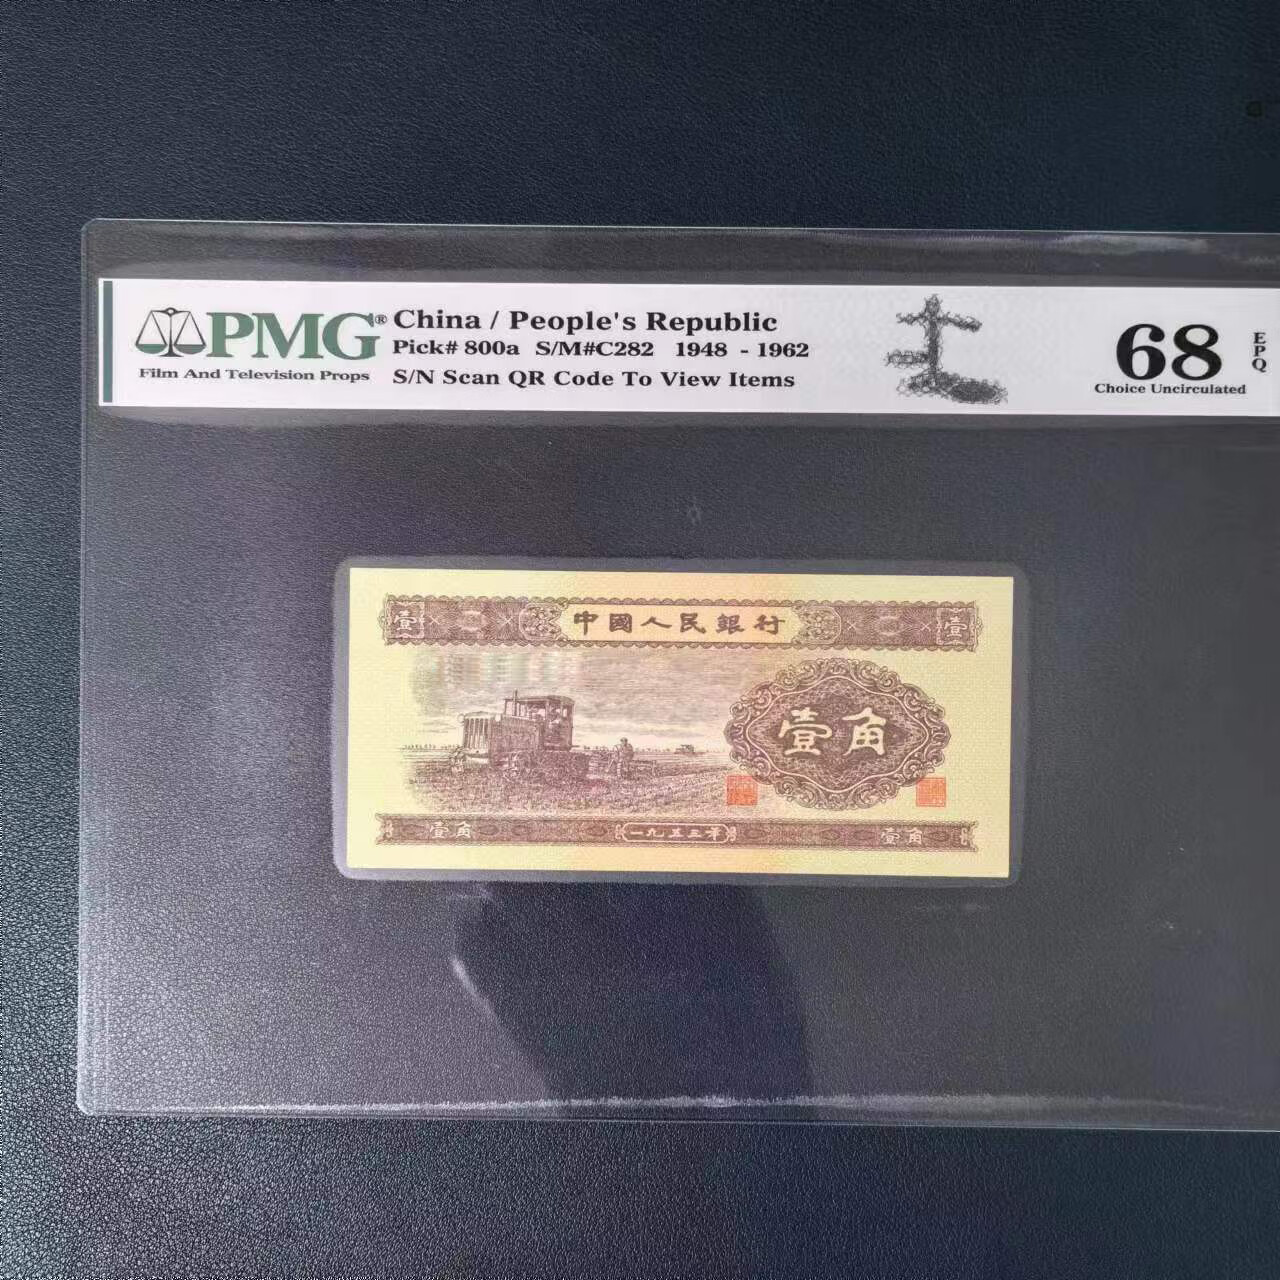 PMG®
Film And Television Props
China / People's Republic
Pick# 800a S/M#C282 1948 - 1962
S/N Scan QR Code To View Items
68
EPQ
Choice Uncirculated
壹
中國人民銀行
壹
壹角
壹角
一九五三年
壹角